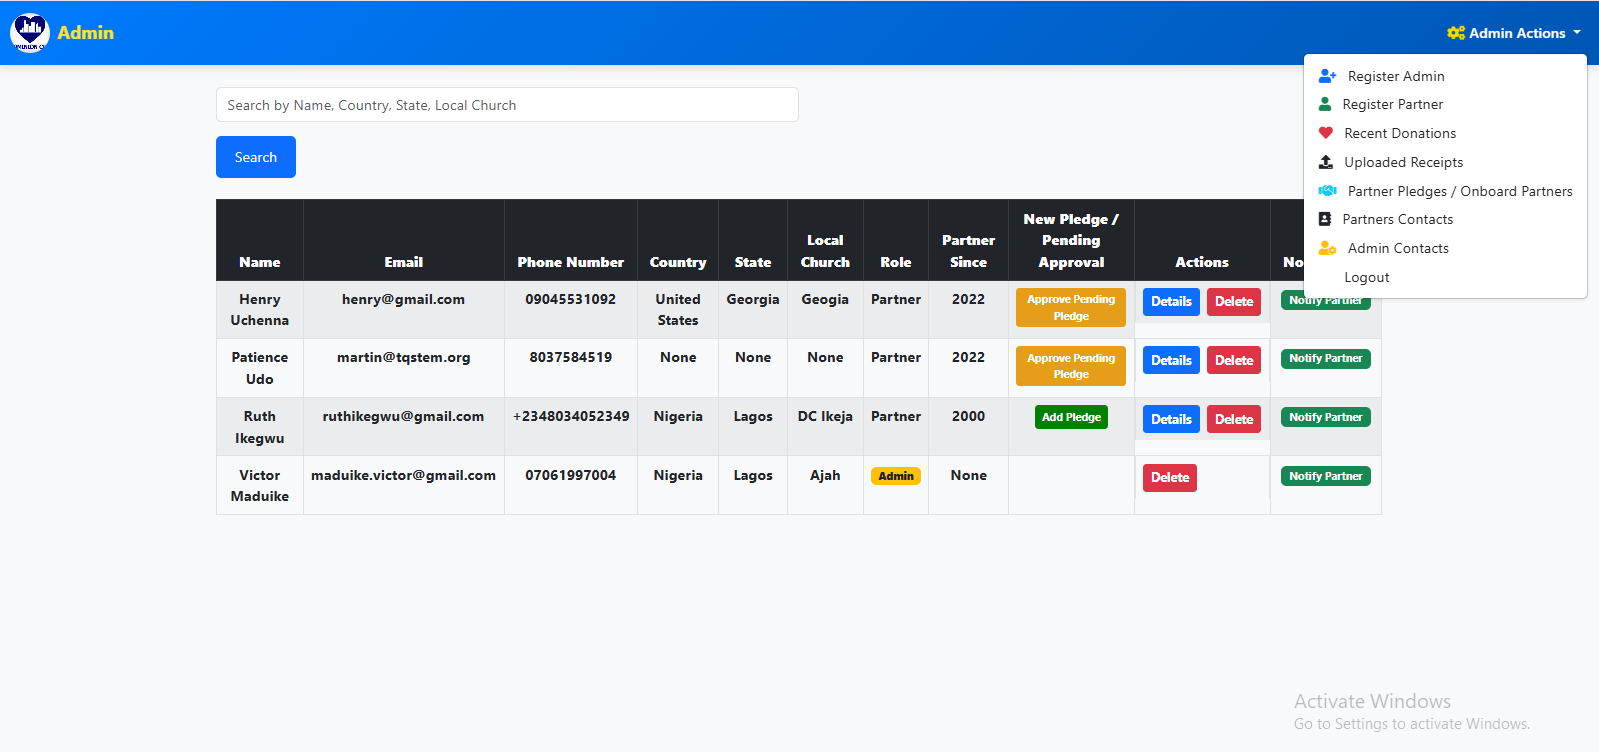 Admin
Admin Actions
Register Admin
Register Partner
Recent Donations
Uploaded Receipts
Partner Pledges / Onboard Partners
Partners Contacts
Admin Contacts
Logout
Search by Name, Country, State, Local Church
Search
Name Email Phone Number Country State Local Church Role Partner Since New Pledge / Pending Approval Actions No
Henry Uchenna henry@gmail.com 09045531092 United States Georgia Geogia Partner 2022 Approve Pending Pledge Details Delete Notify Partner
Patience Udo martin@tqstem.org 8037584519 None None None Partner 2022 Approve Pending Pledge Details Delete Notify Partner
Ruth Ikegwu ruthikegwu@gmail.com +2348034052349 Nigeria Lagos DC Ikeja Partner 2000 Add Pledge Details Delete Notify Partner
Victor Maduike maduike.victor@gmail.com 07061997004 Nigeria Lagos Ajah Admin None Delete Notify Partner
Activate Windows
Go to Settings to activate Windows.